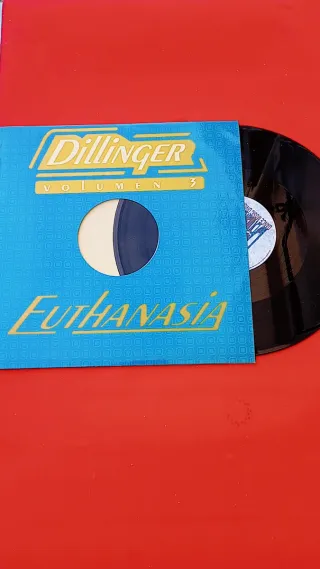 Dillinger
volumen 3
Euthanasia